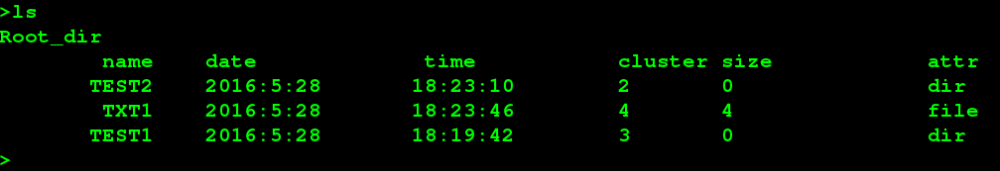 >ls
Root_dir
name date time cluster size attr
TEST2 2016:5:28 18:23:10 2 0 dir
TXT1 2016:5:28 18:23:46 4 4 file
TEST1 2016:5:28 18:19:42 3 0 dir
>